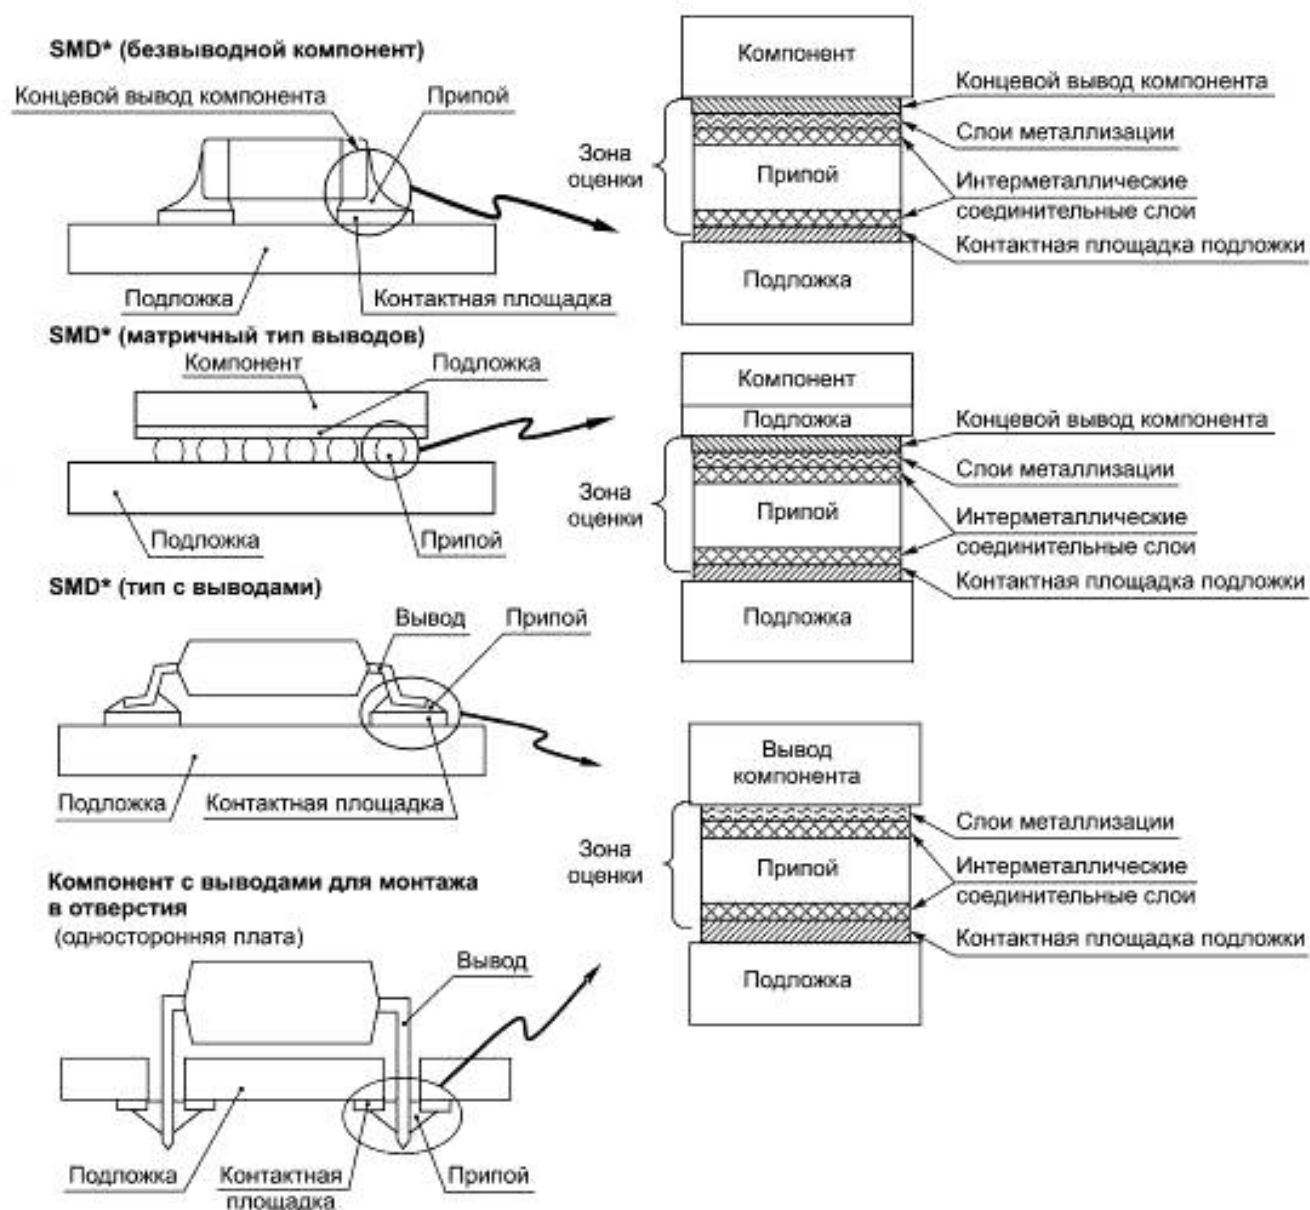 SMD* (безвыводной компонент)
Концевой вывод компонента
Припой
Подложка
Контактная площадка
Компонент
Зона
оценки
Припой
Подложка
Концевой вывод компонента
Слои металлизации
Интерметаллические
соединительные слои
Контактная площадка подложки
SMD* (матричный тип выводов)
Компонент
Подложка
Подложка
Припой
Компонент
Подложка
Зона
оценки
Припой
Подложка
Концевой вывод компонента
Слои металлизации
Интерметаллические
соединительные слои
Контактная площадка подложки
SMD* (тип с выводами)
Вывод
Припой
Подложка
Контактная площадка
Вывод
компонента
Зона
оценки
Припой
Подложка
Слои металлизации
Интерметаллические
соединительные слои
Контактная площадка подложки
Компонент с выводами для монтажа
в отверстия
(односторонняя плата)
Вывод
Подложка
Контактная
площадка
Припой